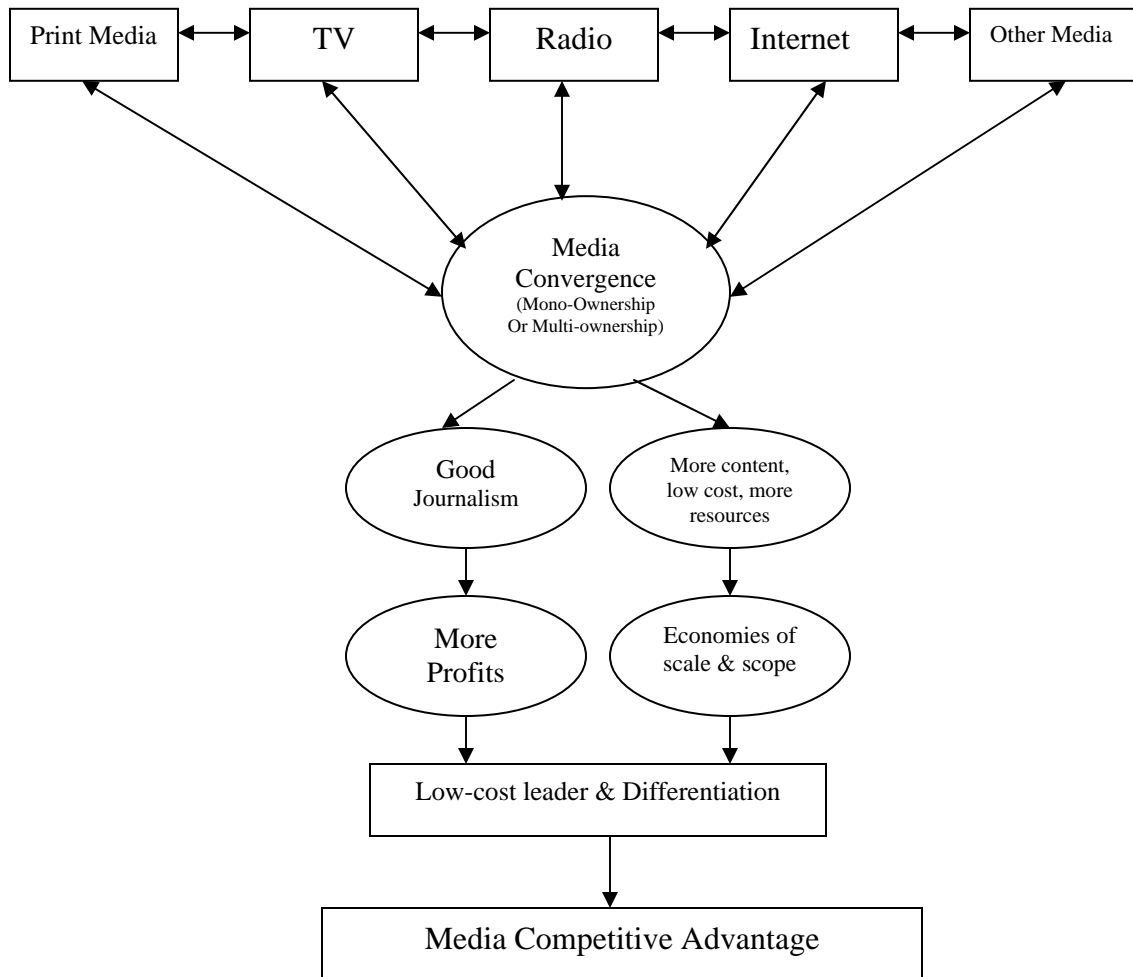 Print Media
TV
Radio
Internet
Other Media
Media
Convergence
(Mono-Ownership
Or Multi-ownership)
Good
Journalism
More content,
low cost, more
resources
More
Profits
Economies of
scale & scope
Low-cost leader & Differentiation
Media Competitive Advantage